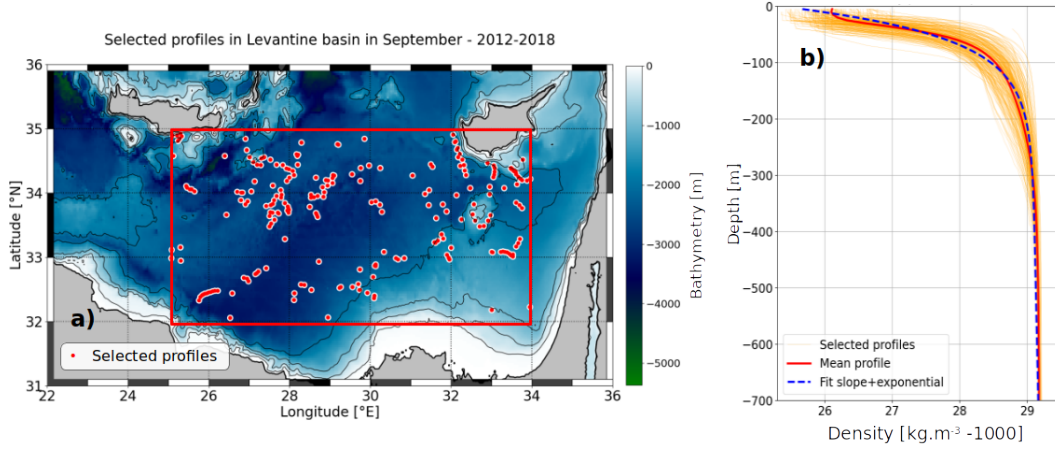 Selected profiles in Levantine basin in September - 2012-2018
36
35
34
33
32
31
Latitude [°N]
22
24
26
28
30
32
34
36
Longitude [°E]
a)
Selected profiles
0
−1000
−2000
−3000
−4000
−5000
Bathymetry [m]
b)
0
−100
−200
−300
−400
−500
−600
−700
Depth [m]
Selected profiles
Mean profile
Fit slope+exponential
26
27
28
29
Density [kg.m⁻³ -1000]